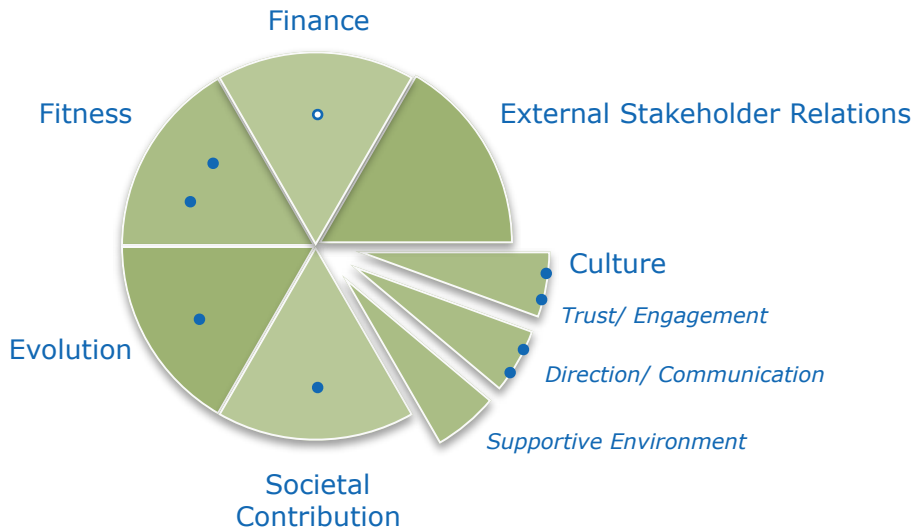 Finance
Fitness
External Stakeholder Relations
Culture
Trust/ Engagement
Evolution
Direction/ Communication
Supportive Environment
Societal
Contribution